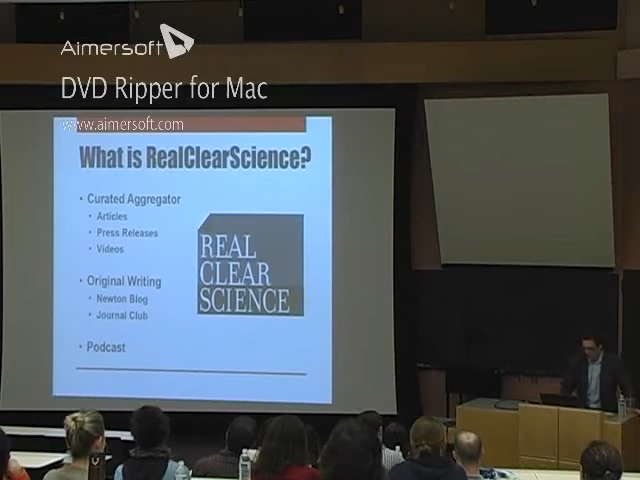 Aimersoft
DVD Ripper for Mac
www.aimersoft.com
What is RealClearScience?
• Curated Aggregator
• Articles
• Press Releases
• Videos
REAL
CLEAR
SCIENCE
• Original Writing
• Newton Blog
• Journal Club
• Podcast